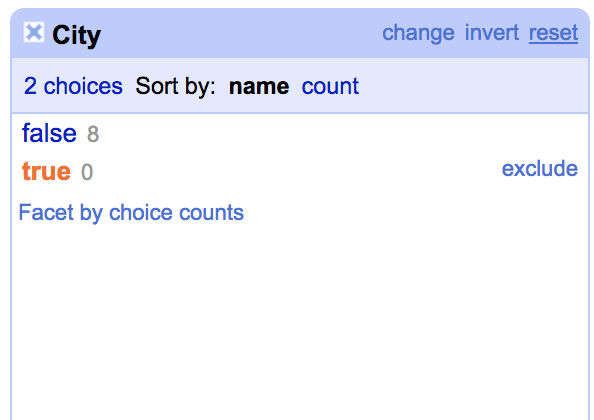 City change invert reset
2 choices Sort by: name count
false 8
true 0 exclude
Facet by choice counts